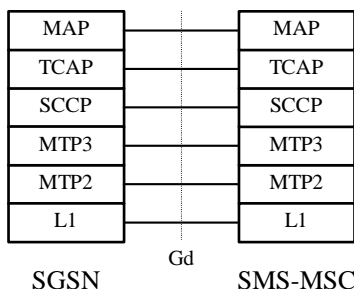 MAP MAP
TCAP TCAP
SCCP SCCP
MTP3 MTP3
MTP2 MTP2
L1 L1
Gd
SGSN SMS-MSC